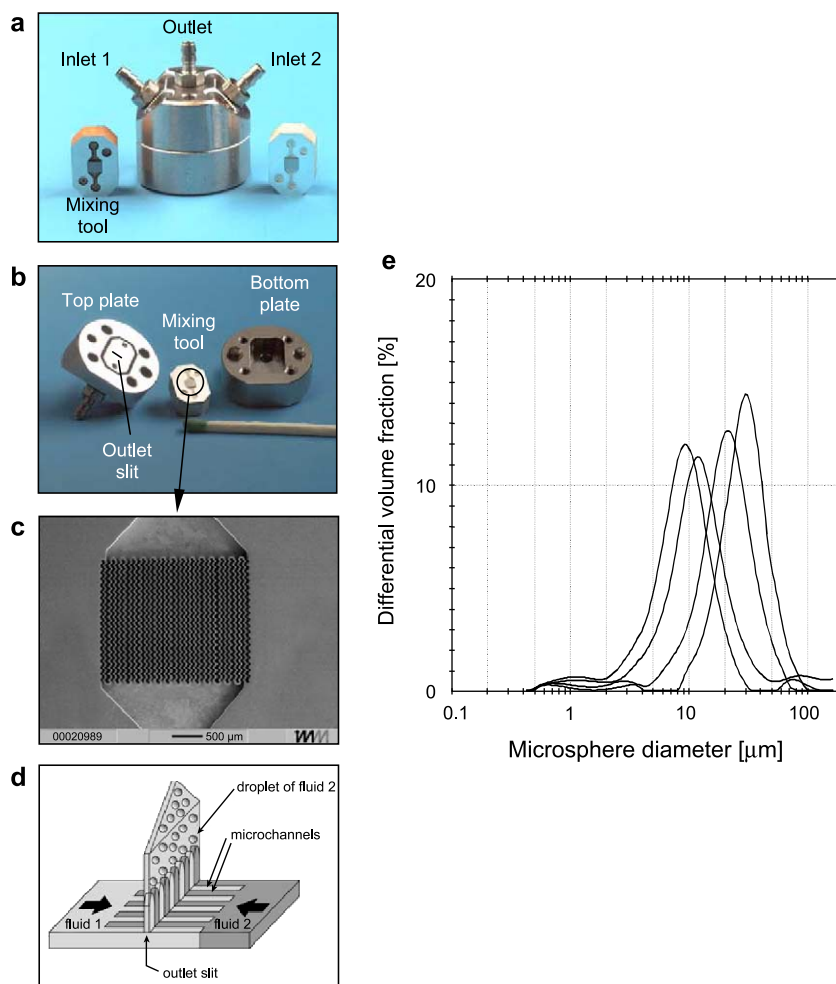 a
Outlet
Inlet 1
Inlet 2
Mixing
tool
b
Top plate
Mixing
tool
Bottom
plate
Outlet
slit
c
00020989
500 µm
d
droplet of fluid 2
microchannels
fluid 1
fluid 2
outlet slit
e
20
10
0
Differential volume fraction [%]
0.1
1
10
100
Microsphere diameter [µm]